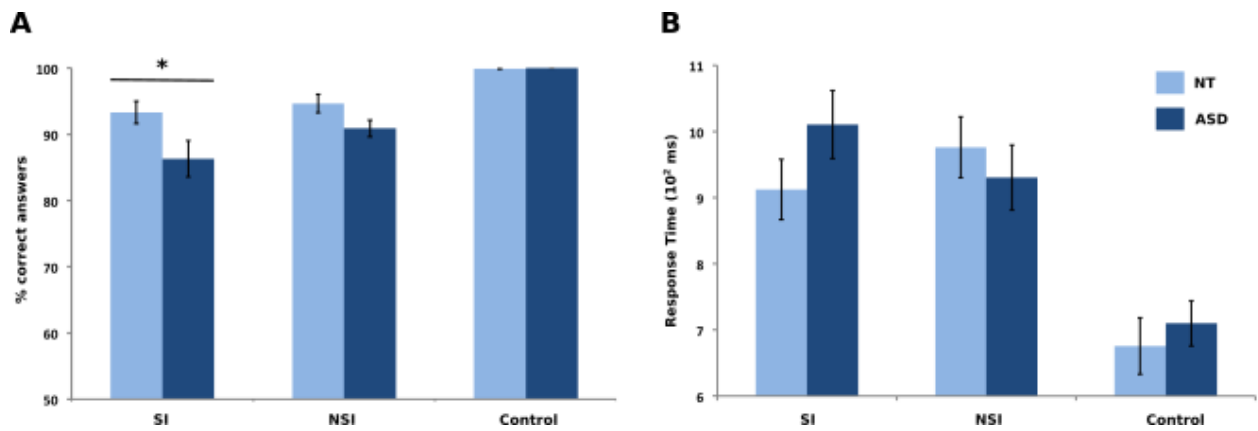 A
% correct answers
100
90
80
70
60
50
*
SI NSI Control
B
Response Time (10² ms)
11
10
9
8
7
6
NT
ASD
SI NSI Control